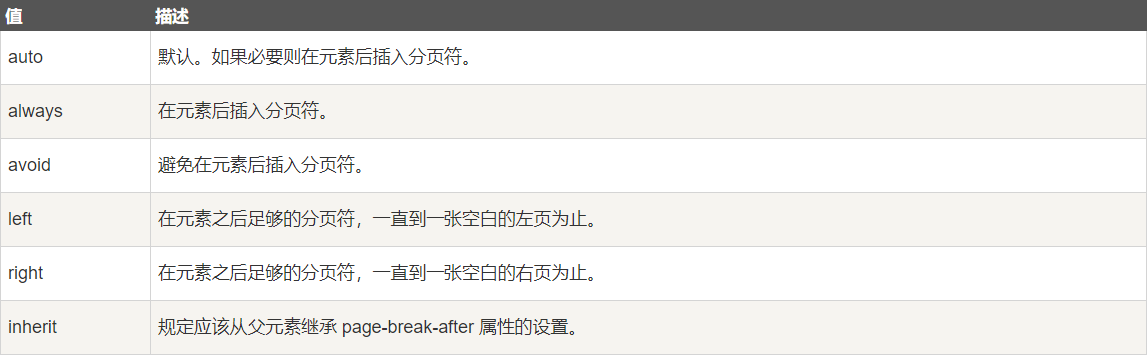 值 描述
auto 默认。如果必要则在元素后插入分页符。
always 在元素后插入分页符。
avoid 避免在元素后插入分页符。
left 在元素之后足够的分页符，一直到一张空白的左页为止。
right 在元素之后足够的分页符，一直到一张空白的右页为止。
inherit 规定应该从父元素继承 page-break-after 属性的设置。